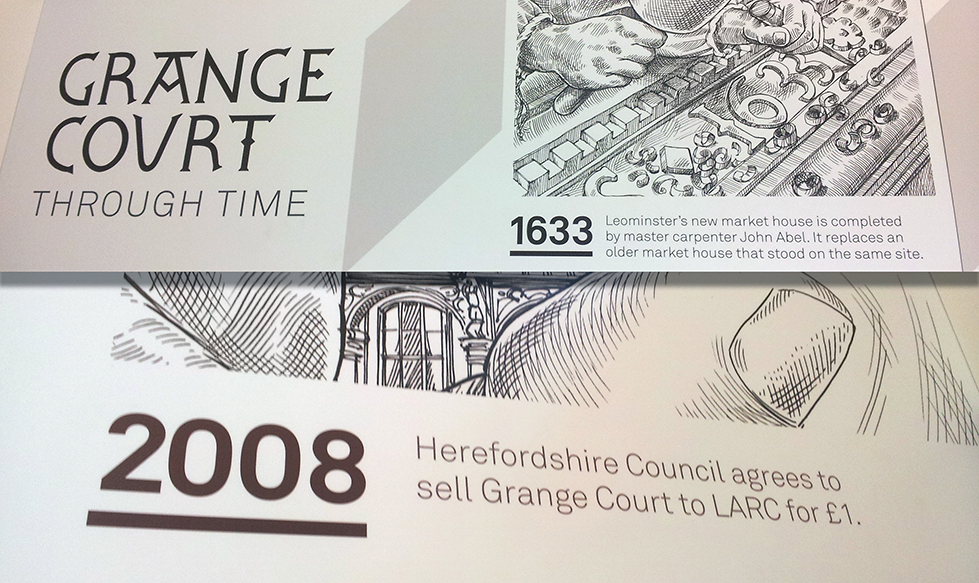 GRANGE
COVRT
THROUGH TIME
1633
Leominster's new market house is completed
by master carpenter John Abel. It replaces an
older market house that stood on the same site.
2008
Herefordshire Council agrees to
sell Grange Court to LARC for £1.